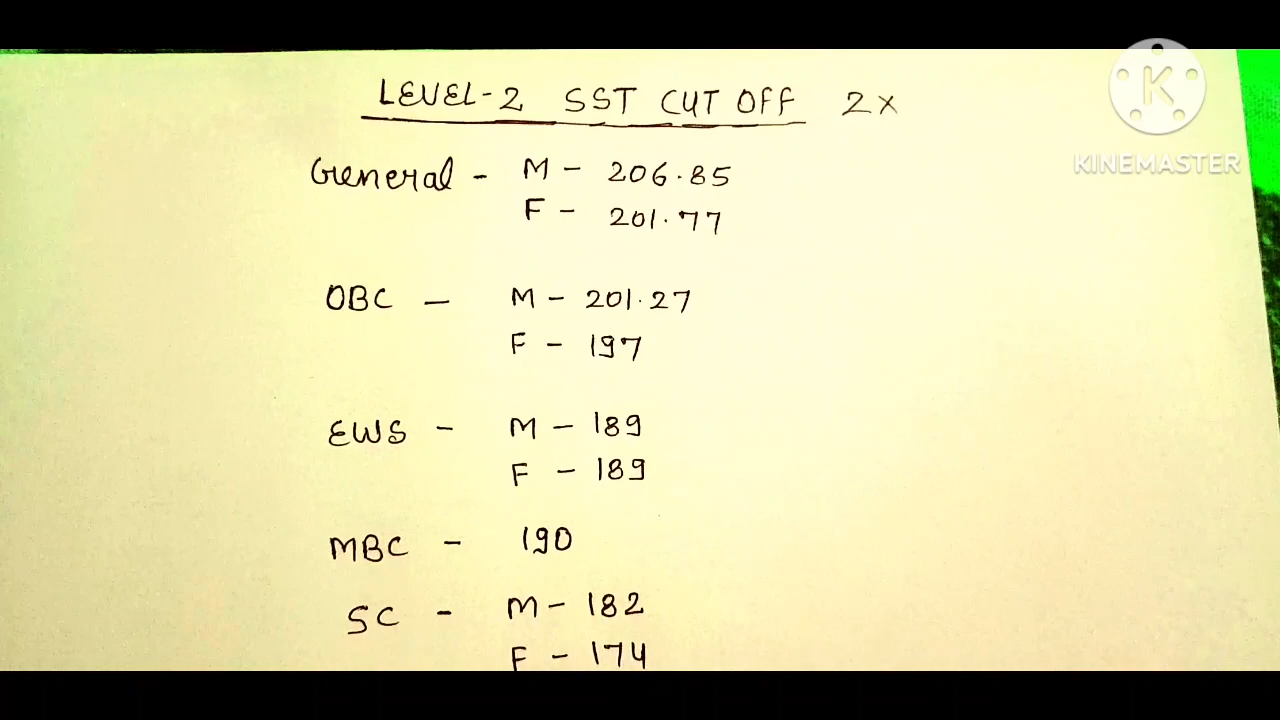 LEVEL-2 SST CUT OFF 2X
General - M - 206.85
F - 201.77
OBC - M - 201.27
F - 197
EWS - M - 189
F - 189
MBC - 190
SC - M - 182
F - 174
K
KINEMASTER